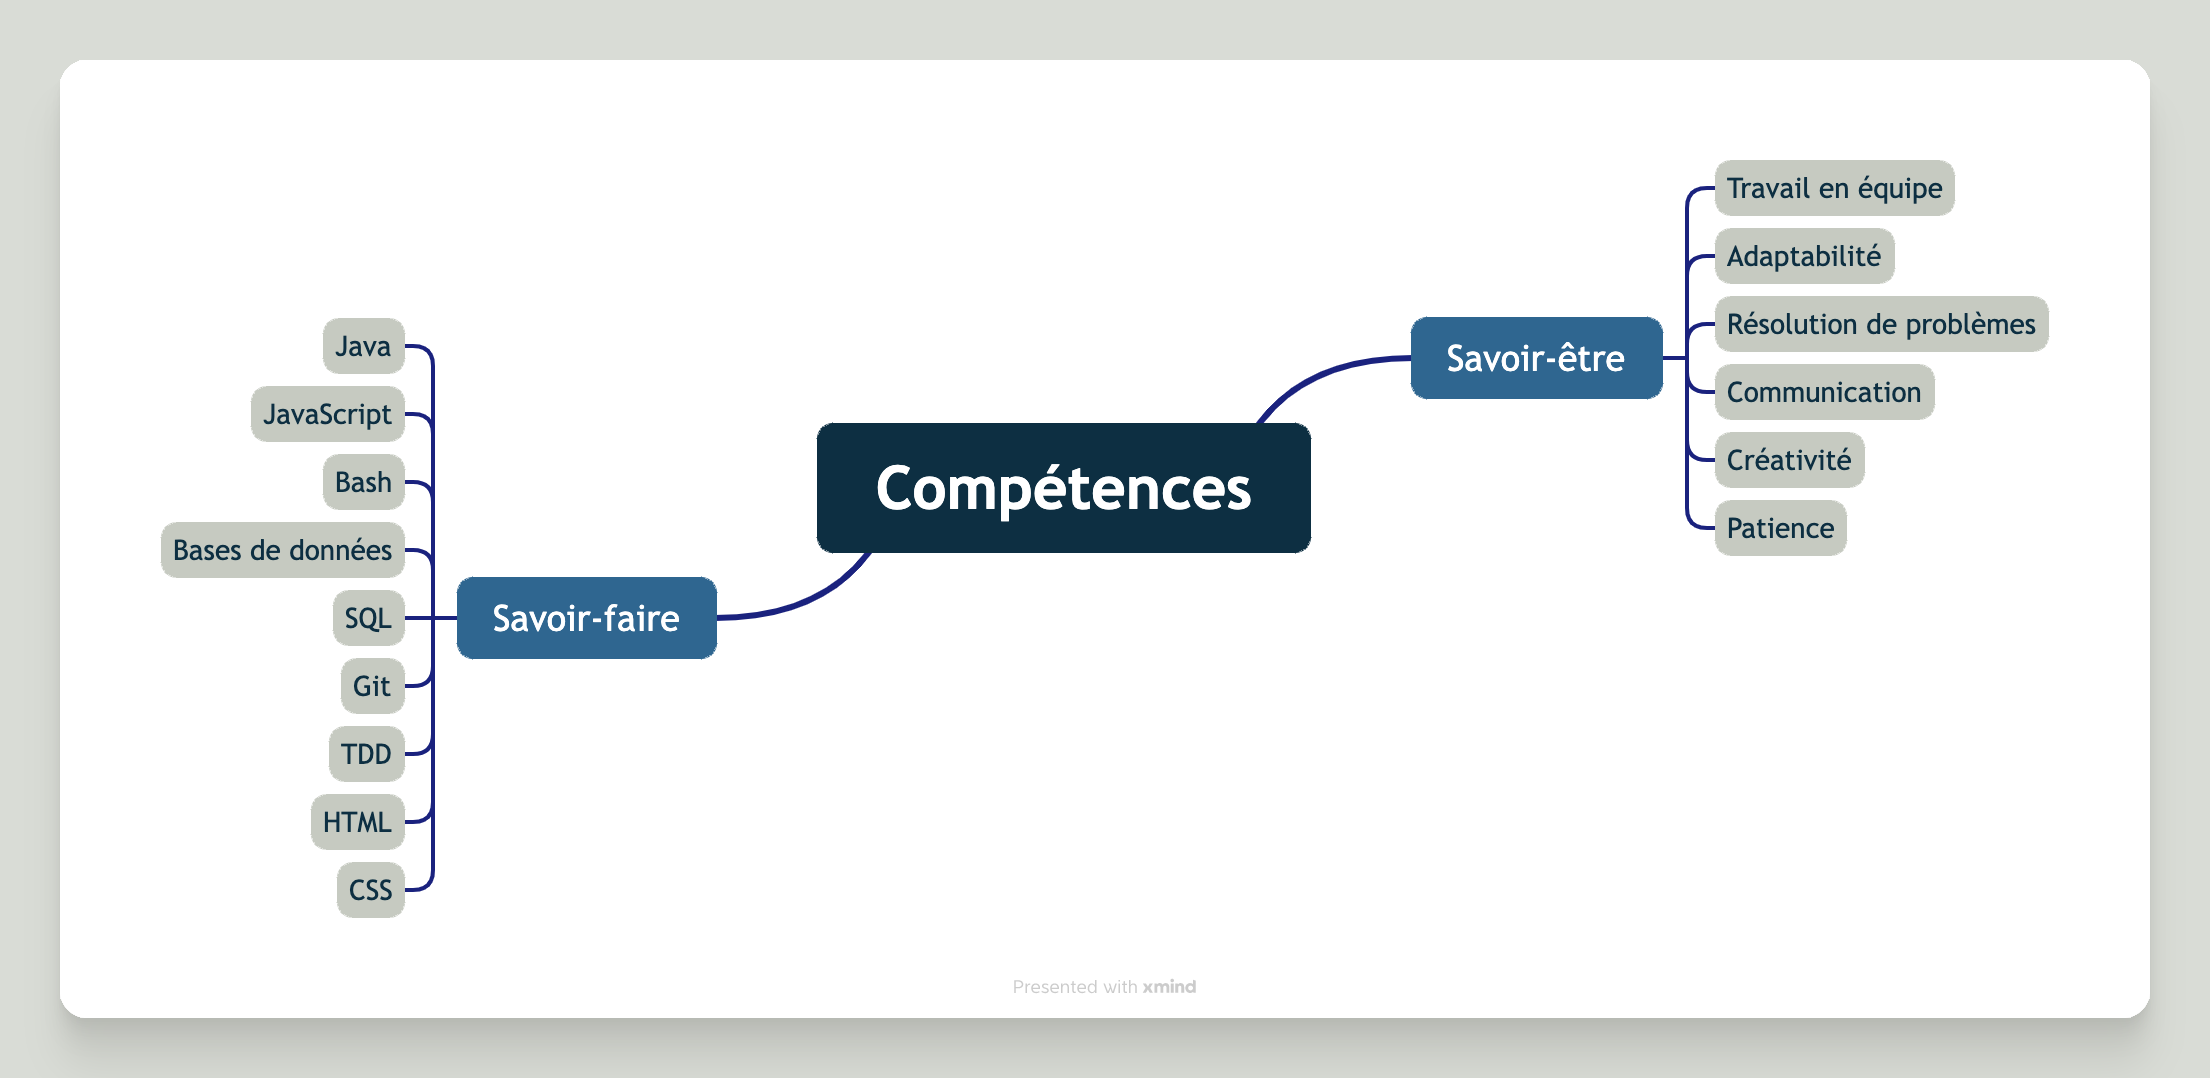 Compétences
Savoir-être
Travail en équipe
Adaptabilité
Résolution de problèmes
Communication
Créativité
Patience
Savoir-faire
Java
JavaScript
Bash
Bases de données
SQL
Git
TDD
HTML
CSS
Presented with xmind